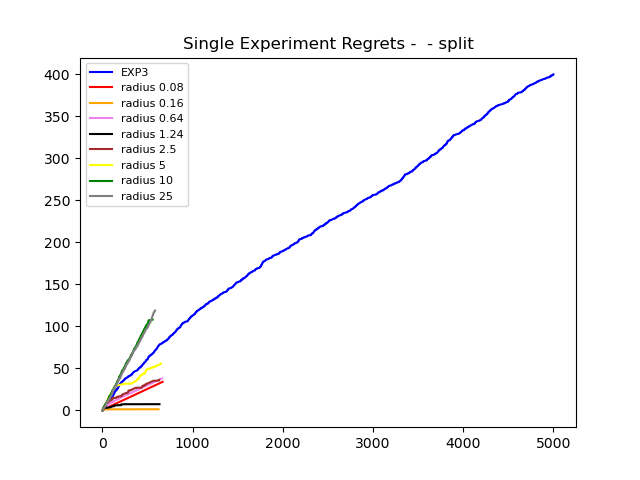 Single Experiment Regrets -  - split
EXP3
radius 0.08
radius 0.16
radius 0.64
radius 1.24
radius 2.5
radius 5
radius 10
radius 25
400
350
300
250
200
150
100
50
0
0 1000 2000 3000 4000 5000